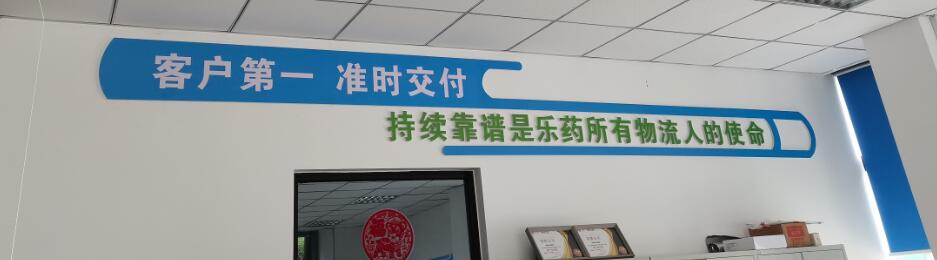 客户第一 准时交付
持续靠谱是乐药所有物流人的使命